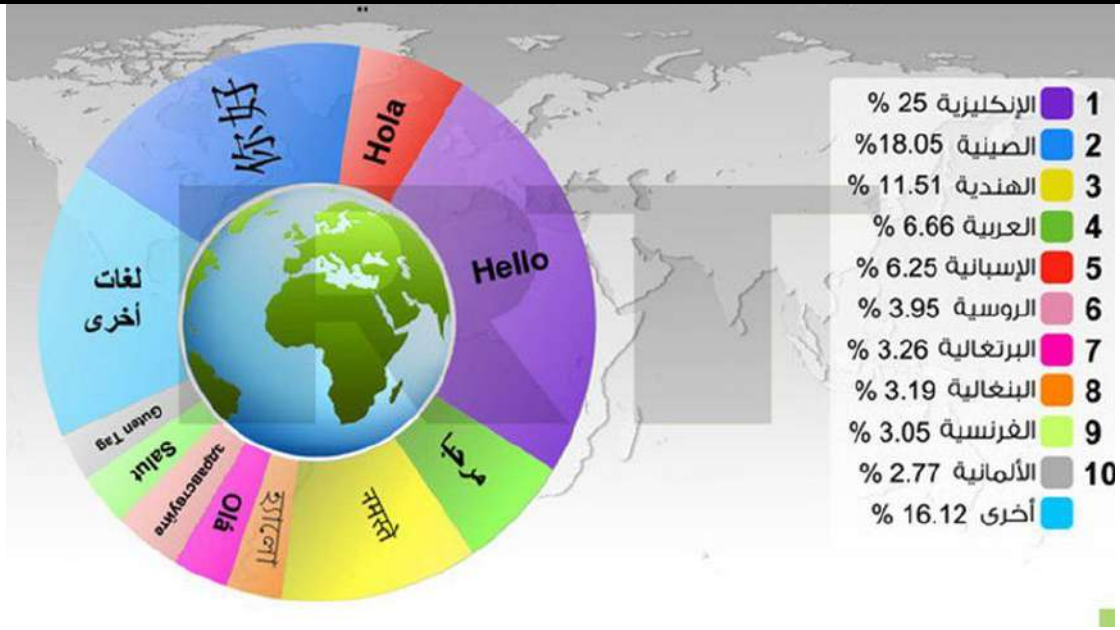 你好
Hola
Hello
لغات
أخرى
Guten Tag
Salut
здравствуйте
Olá
হ্যালো
नमस्ते
مرحبا
RT
1 الإنكليزية 25 %
2 الصينية 18.05%
3 الهندية 11.51 %
4 العربية 6.66 %
5 الإسبانية 6.25 %
6 الروسية 3.95 %
7 البرتغالية 3.26 %
8 البنغالية 3.19 %
9 الفرنسية 3.05 %
10 الألمانية 2.77 %
أخرى 16.12 %